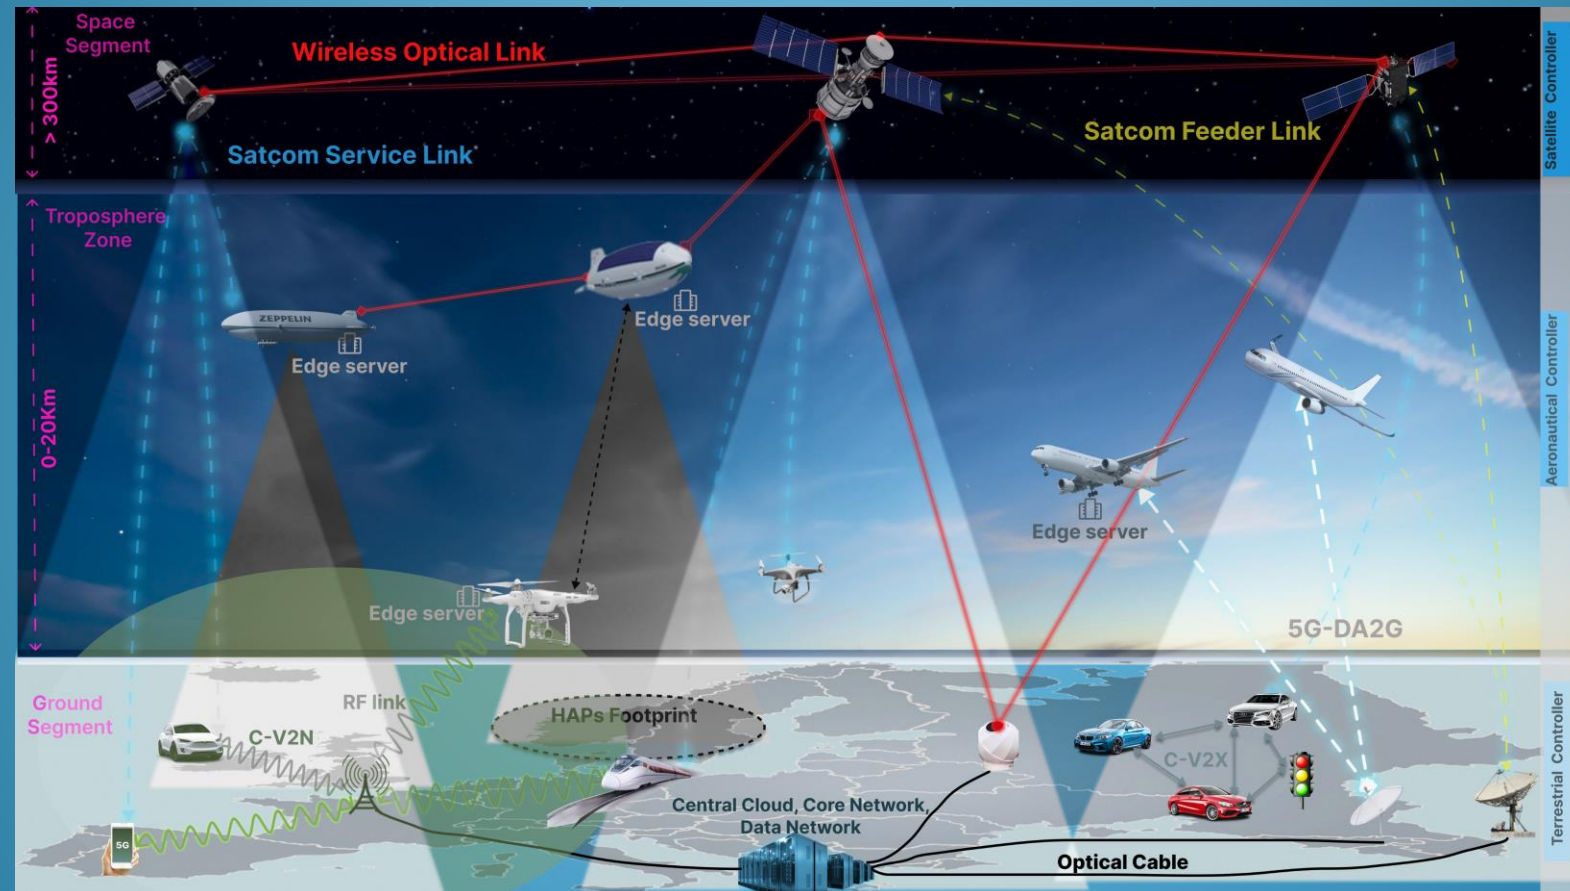 Space
Segment
> 300km
Wireless Optical Link
Satcom Service Link
Satcom Feeder Link
Satellite Controller
Troposphere
Zone
0-20Km
ZEPPELIN
Edge server
Edge server
Edge server
Edge server
Aeronautical Controller
5G-DA2G
Ground
Segment
RF link
C-V2N
HAPs Footprint
C-V2X
Central Cloud, Core Network,
Data Network
5G
Optical Cable
Terrestrial Controller